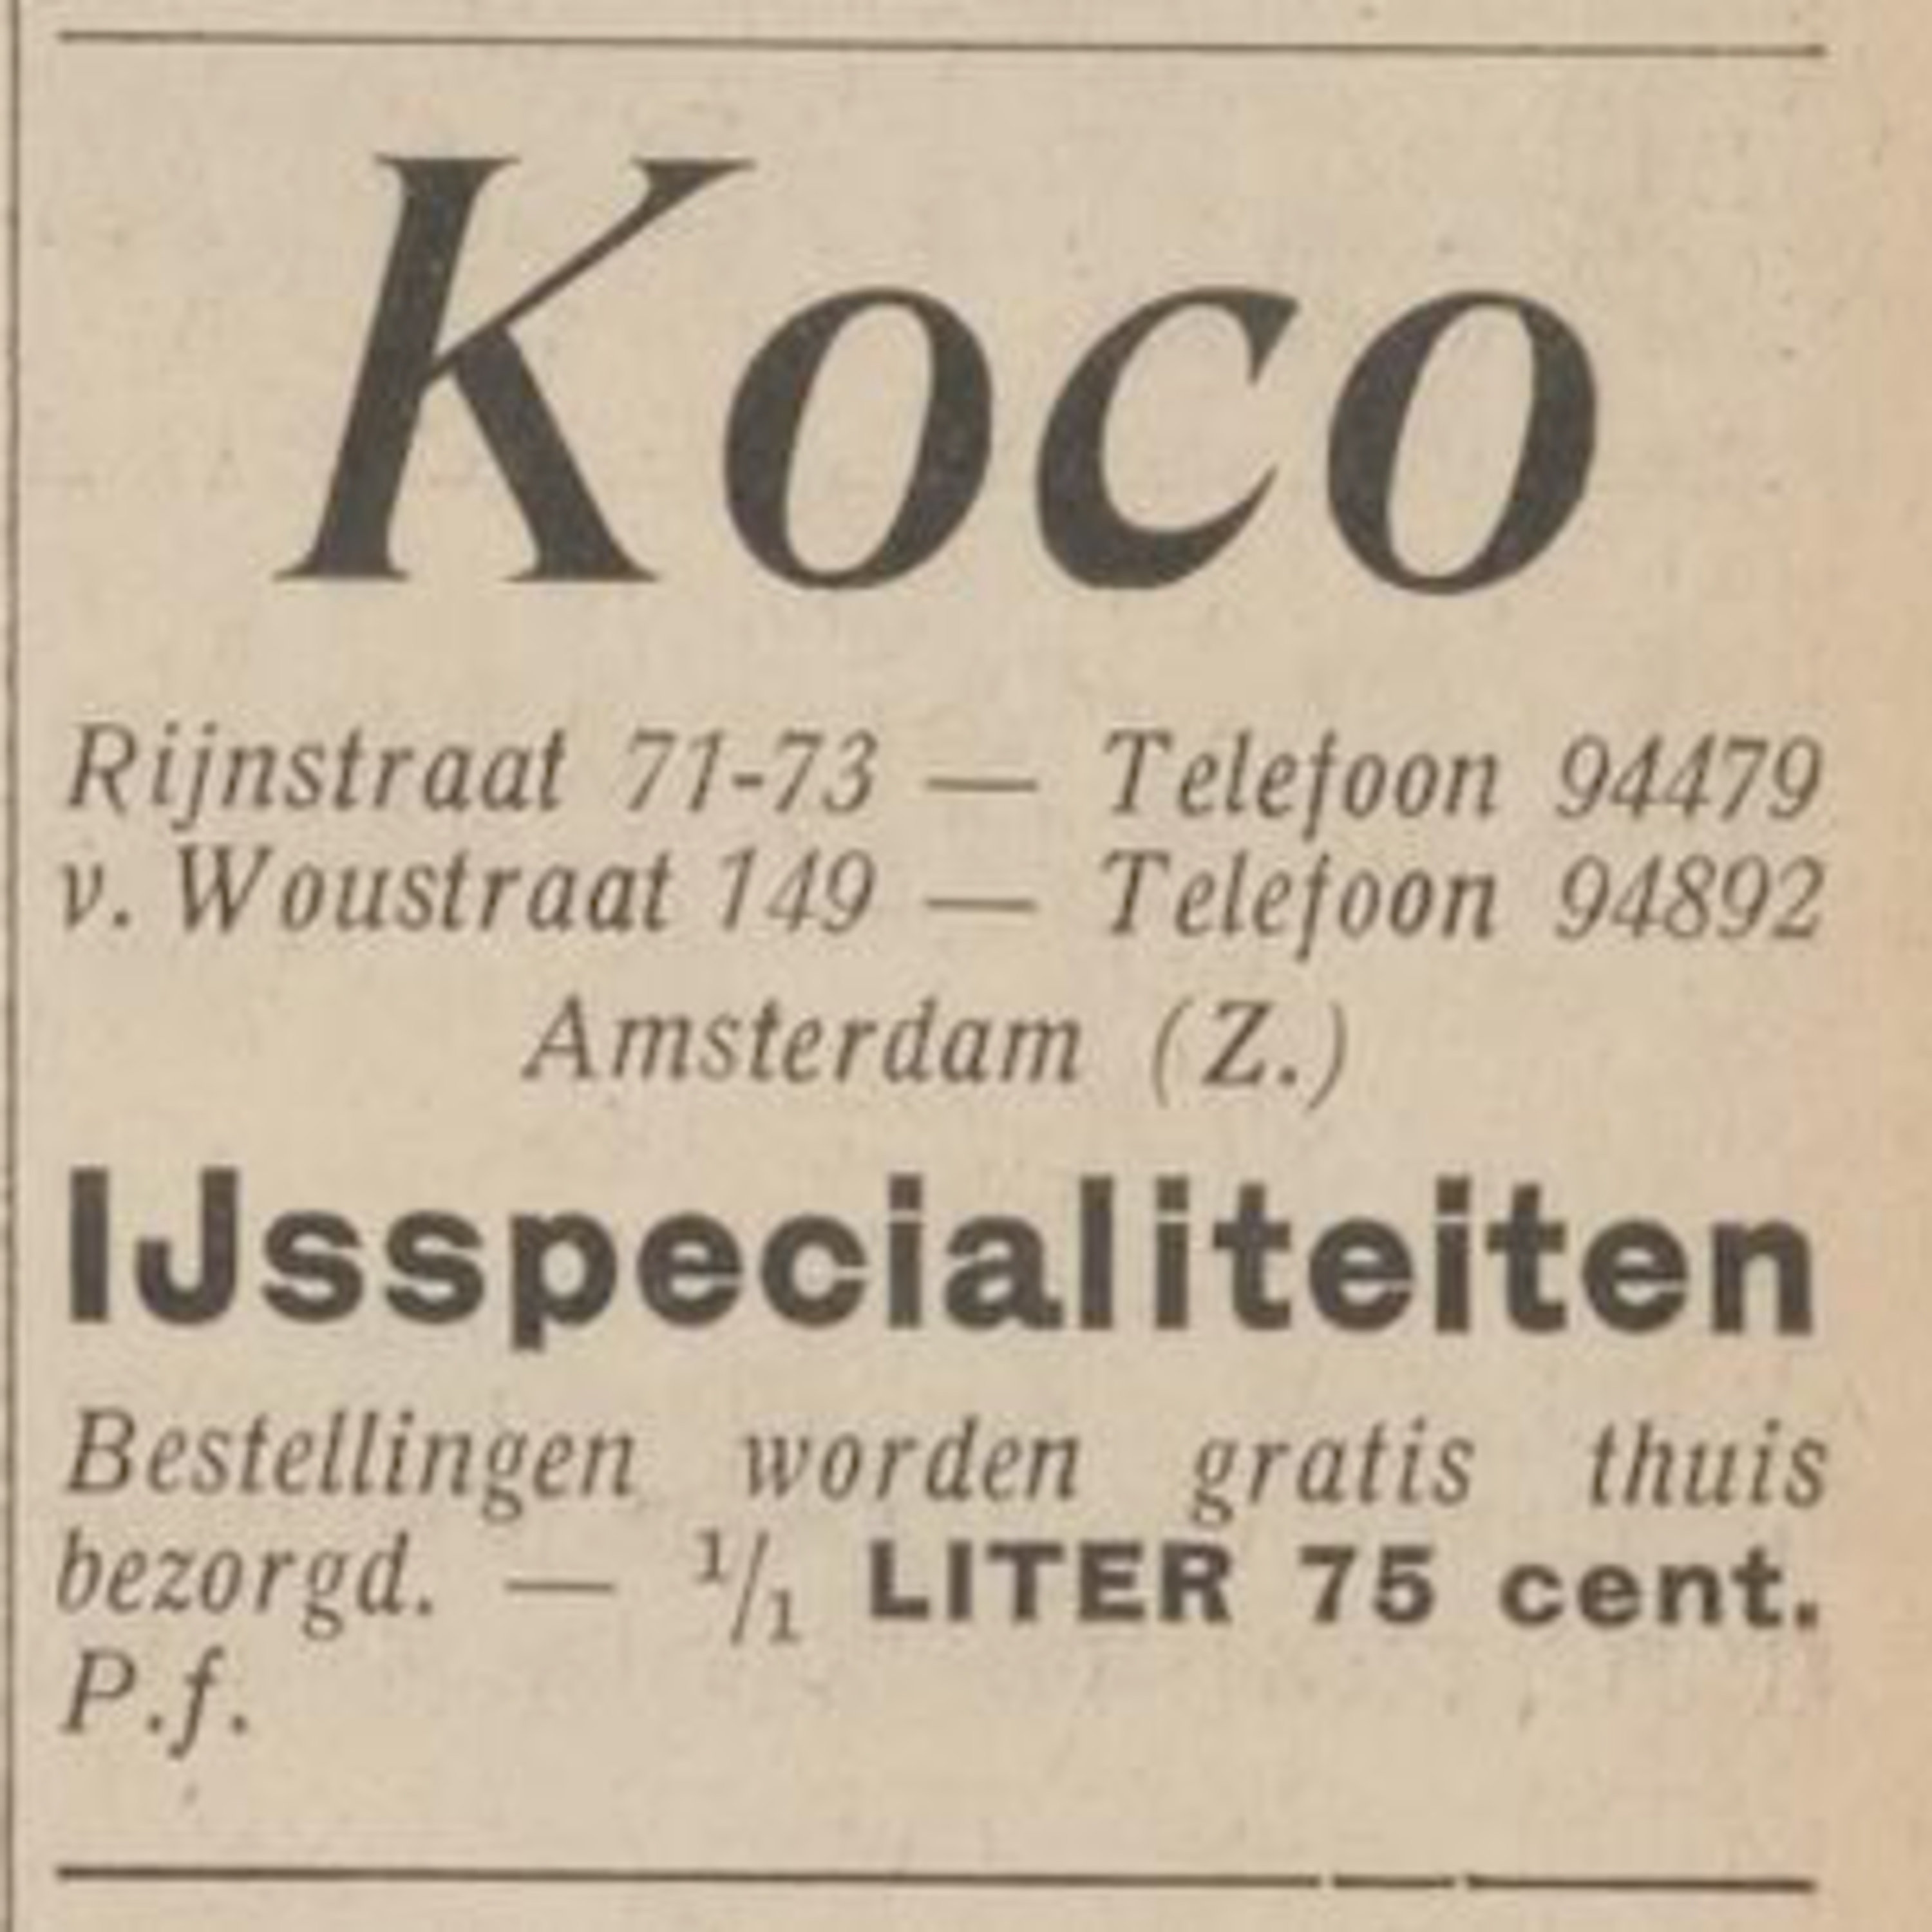 Koco
Rijnstraat 71-73 — Telefoon 94479
v. Woustraat 149 — Telefoon 94892
Amsterdam (Z.)
IJsspecialiteiten
Bestellingen worden gratis thuis
bezorgd. — 1/1 LITER 75 cent.
P.f.